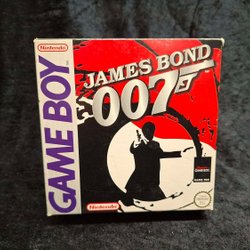 Nintendo
GAME BOY
JAMES BOND
007
Nintendo